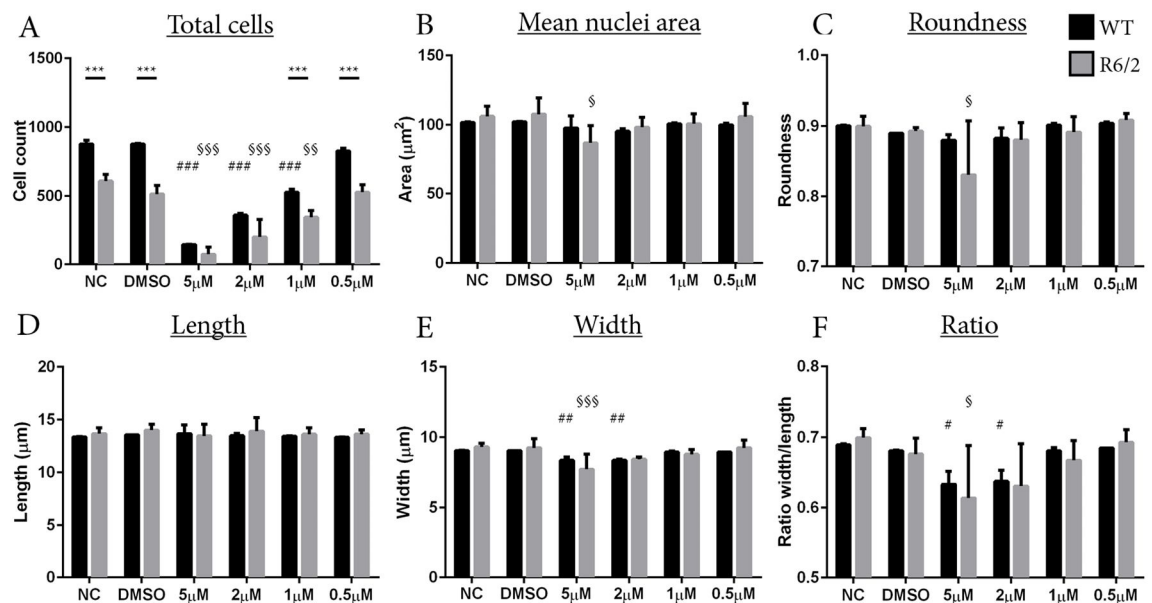 A
Total cells
Cell count
1500
1000
500
0
*** *** *** ***
### §§§ ### §§§ ### §§
NC DMSO 5μM 2μM 1μM 0.5μM
B
Mean nuclei area
Area (μm²)
150
100
50
0
§
NC DMSO 5μM 2μM 1μM 0.5μM
C
Roundness
WT
R6/2
Roundness
1.0
0.9
0.8
0.7
§
NC DMSO 5μM 2μM 1μM 0.5μM
D
Length
Length (μm)
20
15
10
5
0
NC DMSO 5μM 2μM 1μM 0.5μM
E
Width
Width (μm)
15
10
5
0
## §§§ ##
NC DMSO 5μM 2μM 1μM 0.5μM
F
Ratio
Ratio width/length
0.8
0.7
0.6
0.5
# § #
NC DMSO 5μM 2μM 1μM 0.5μM